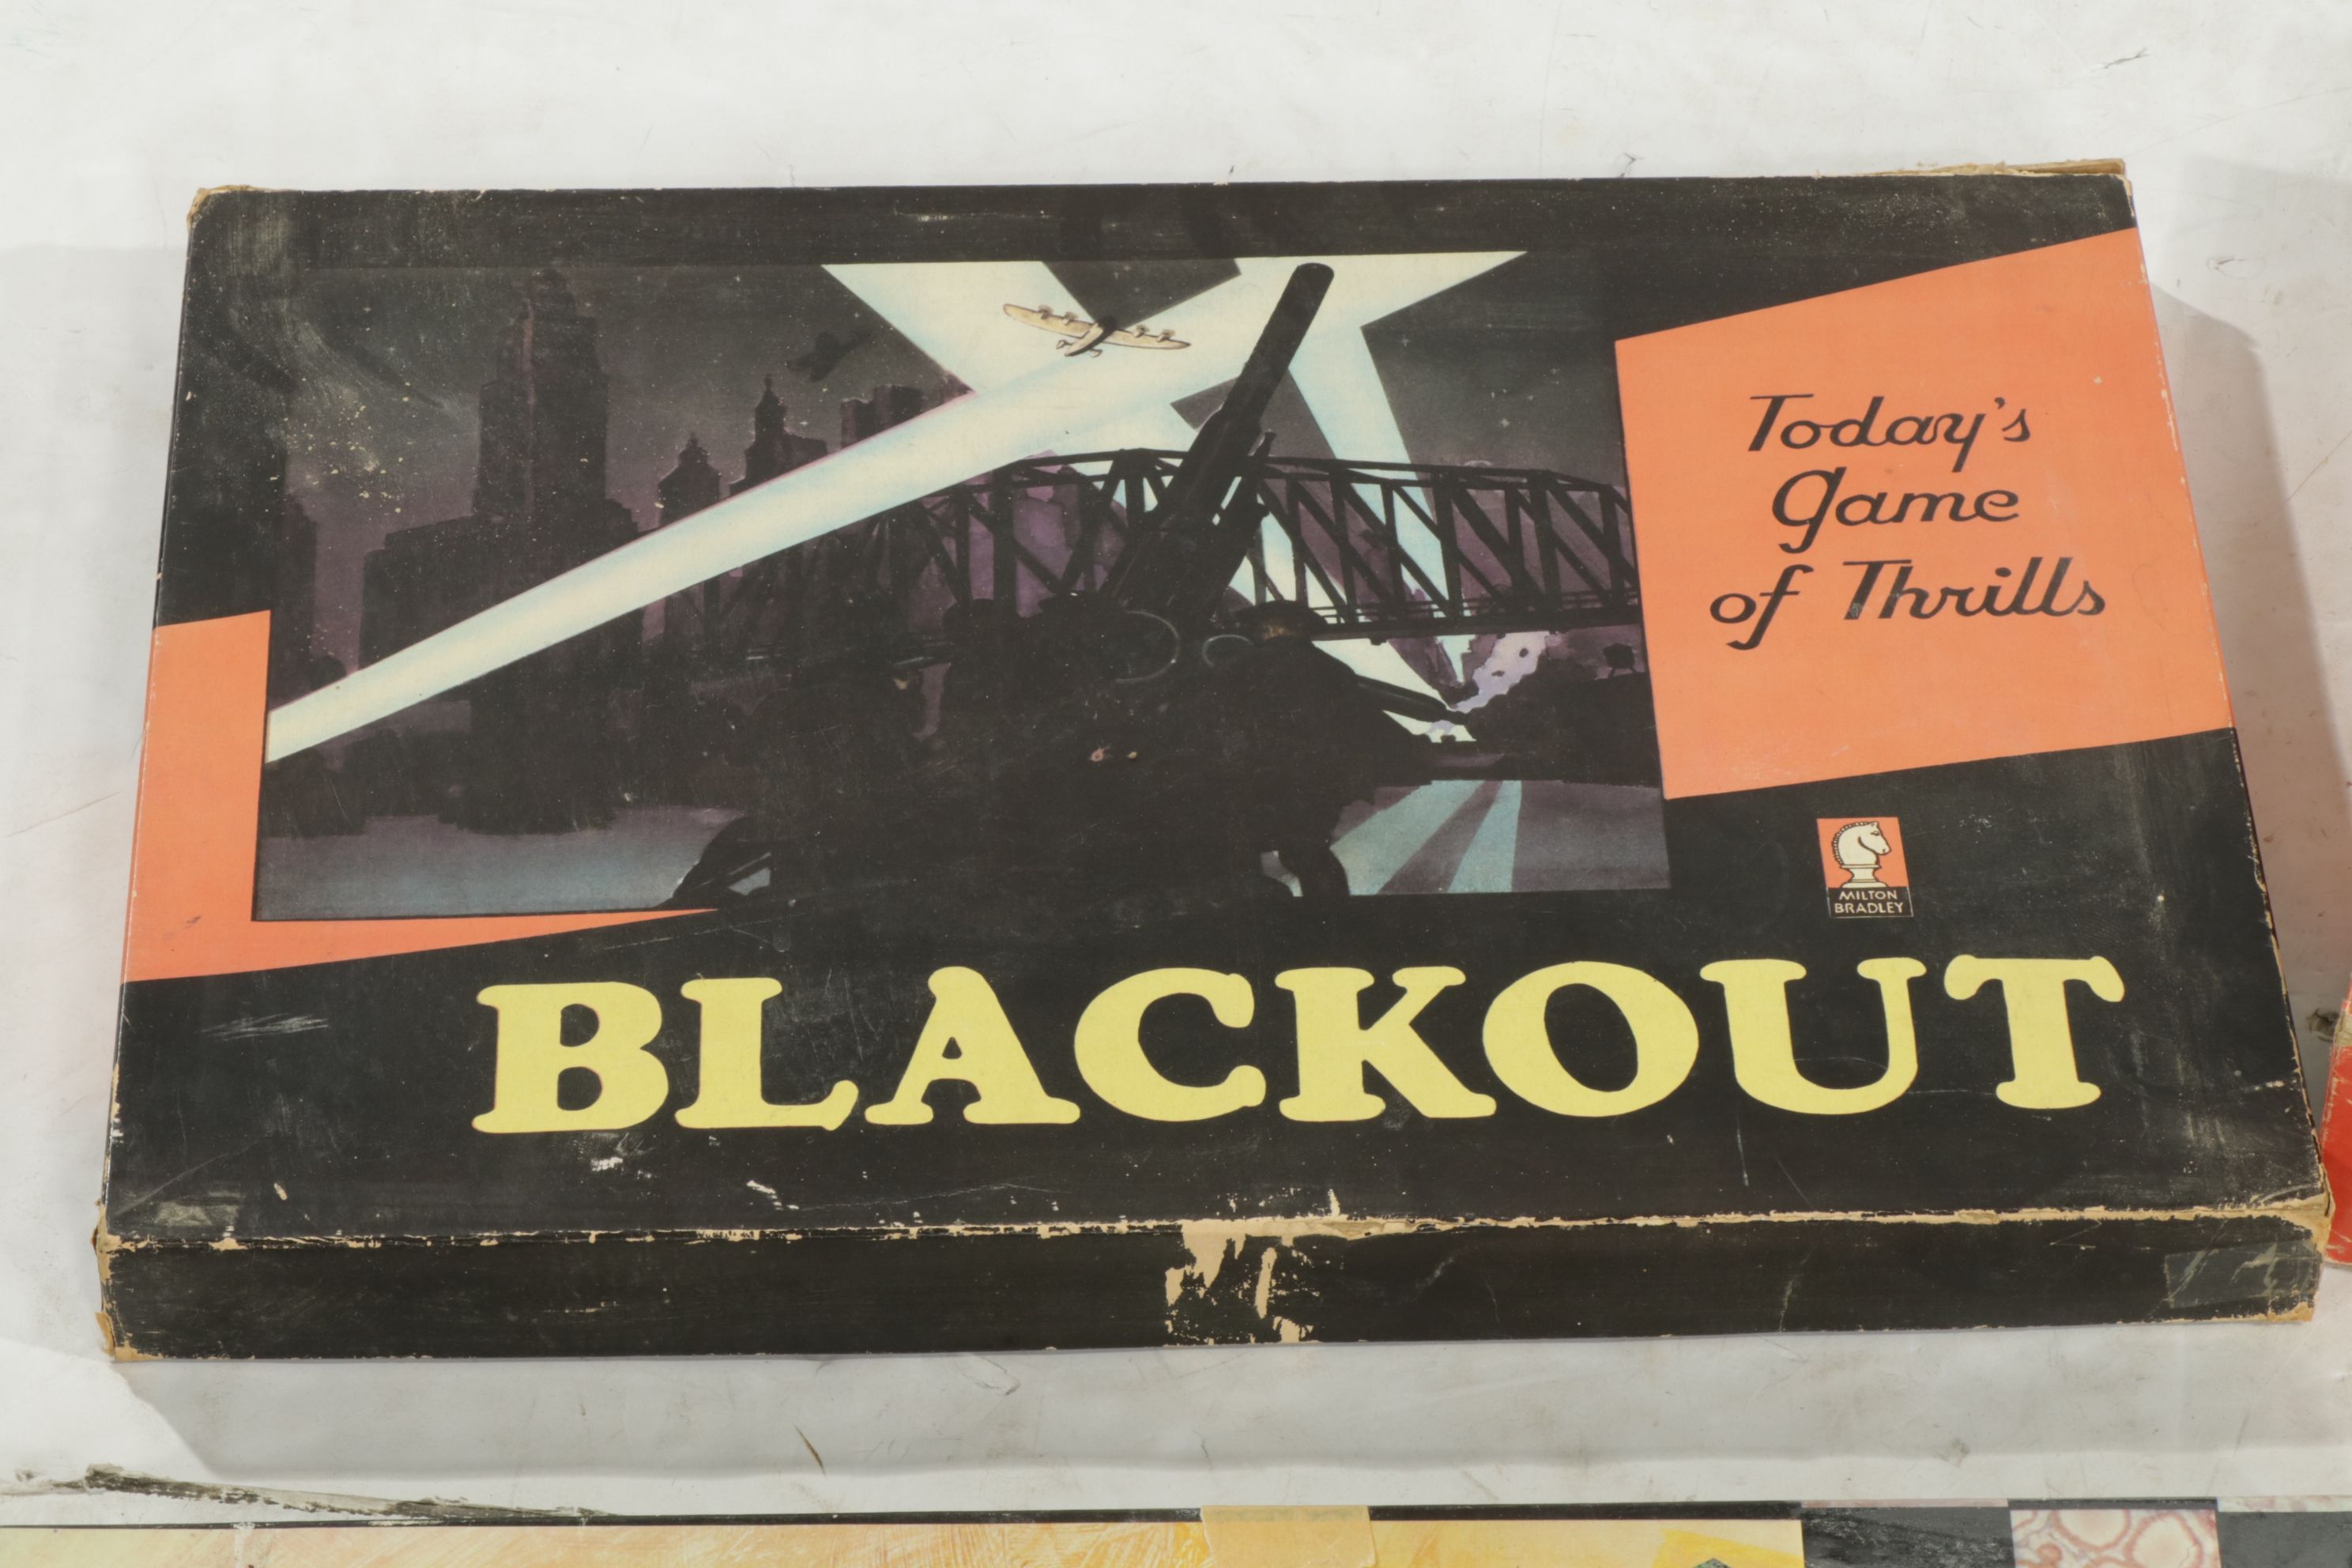 Today's
Game
of Thrills
MILTON
BRADLEY
BLACKOUT